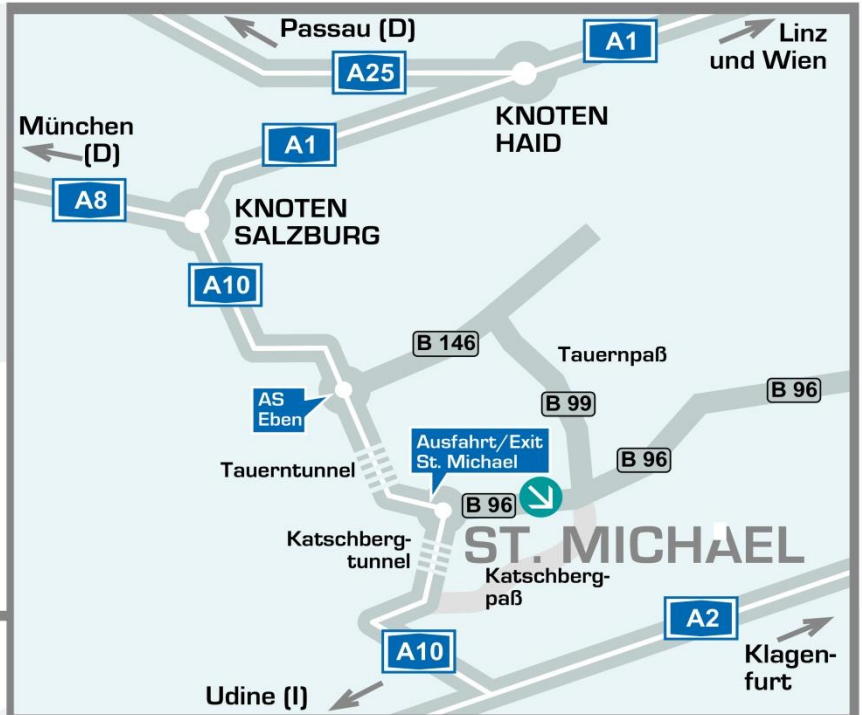 Passau (D)
A1
Linz
und Wien
A25
KNOTEN
HAID
München
(D)
A1
A8
KNOTEN
SALZBURG
A10
B 146
Tauernpaß
B 96
AS
Eben
B 99
Ausfahrt/Exit
St. Michael
B 96
Tauerntunnel
B 96
Katschberg-
tunnel
ST. MICHAEL
Katschberg-
paß
A2
A10
Klagen-
furt
Udine (I)